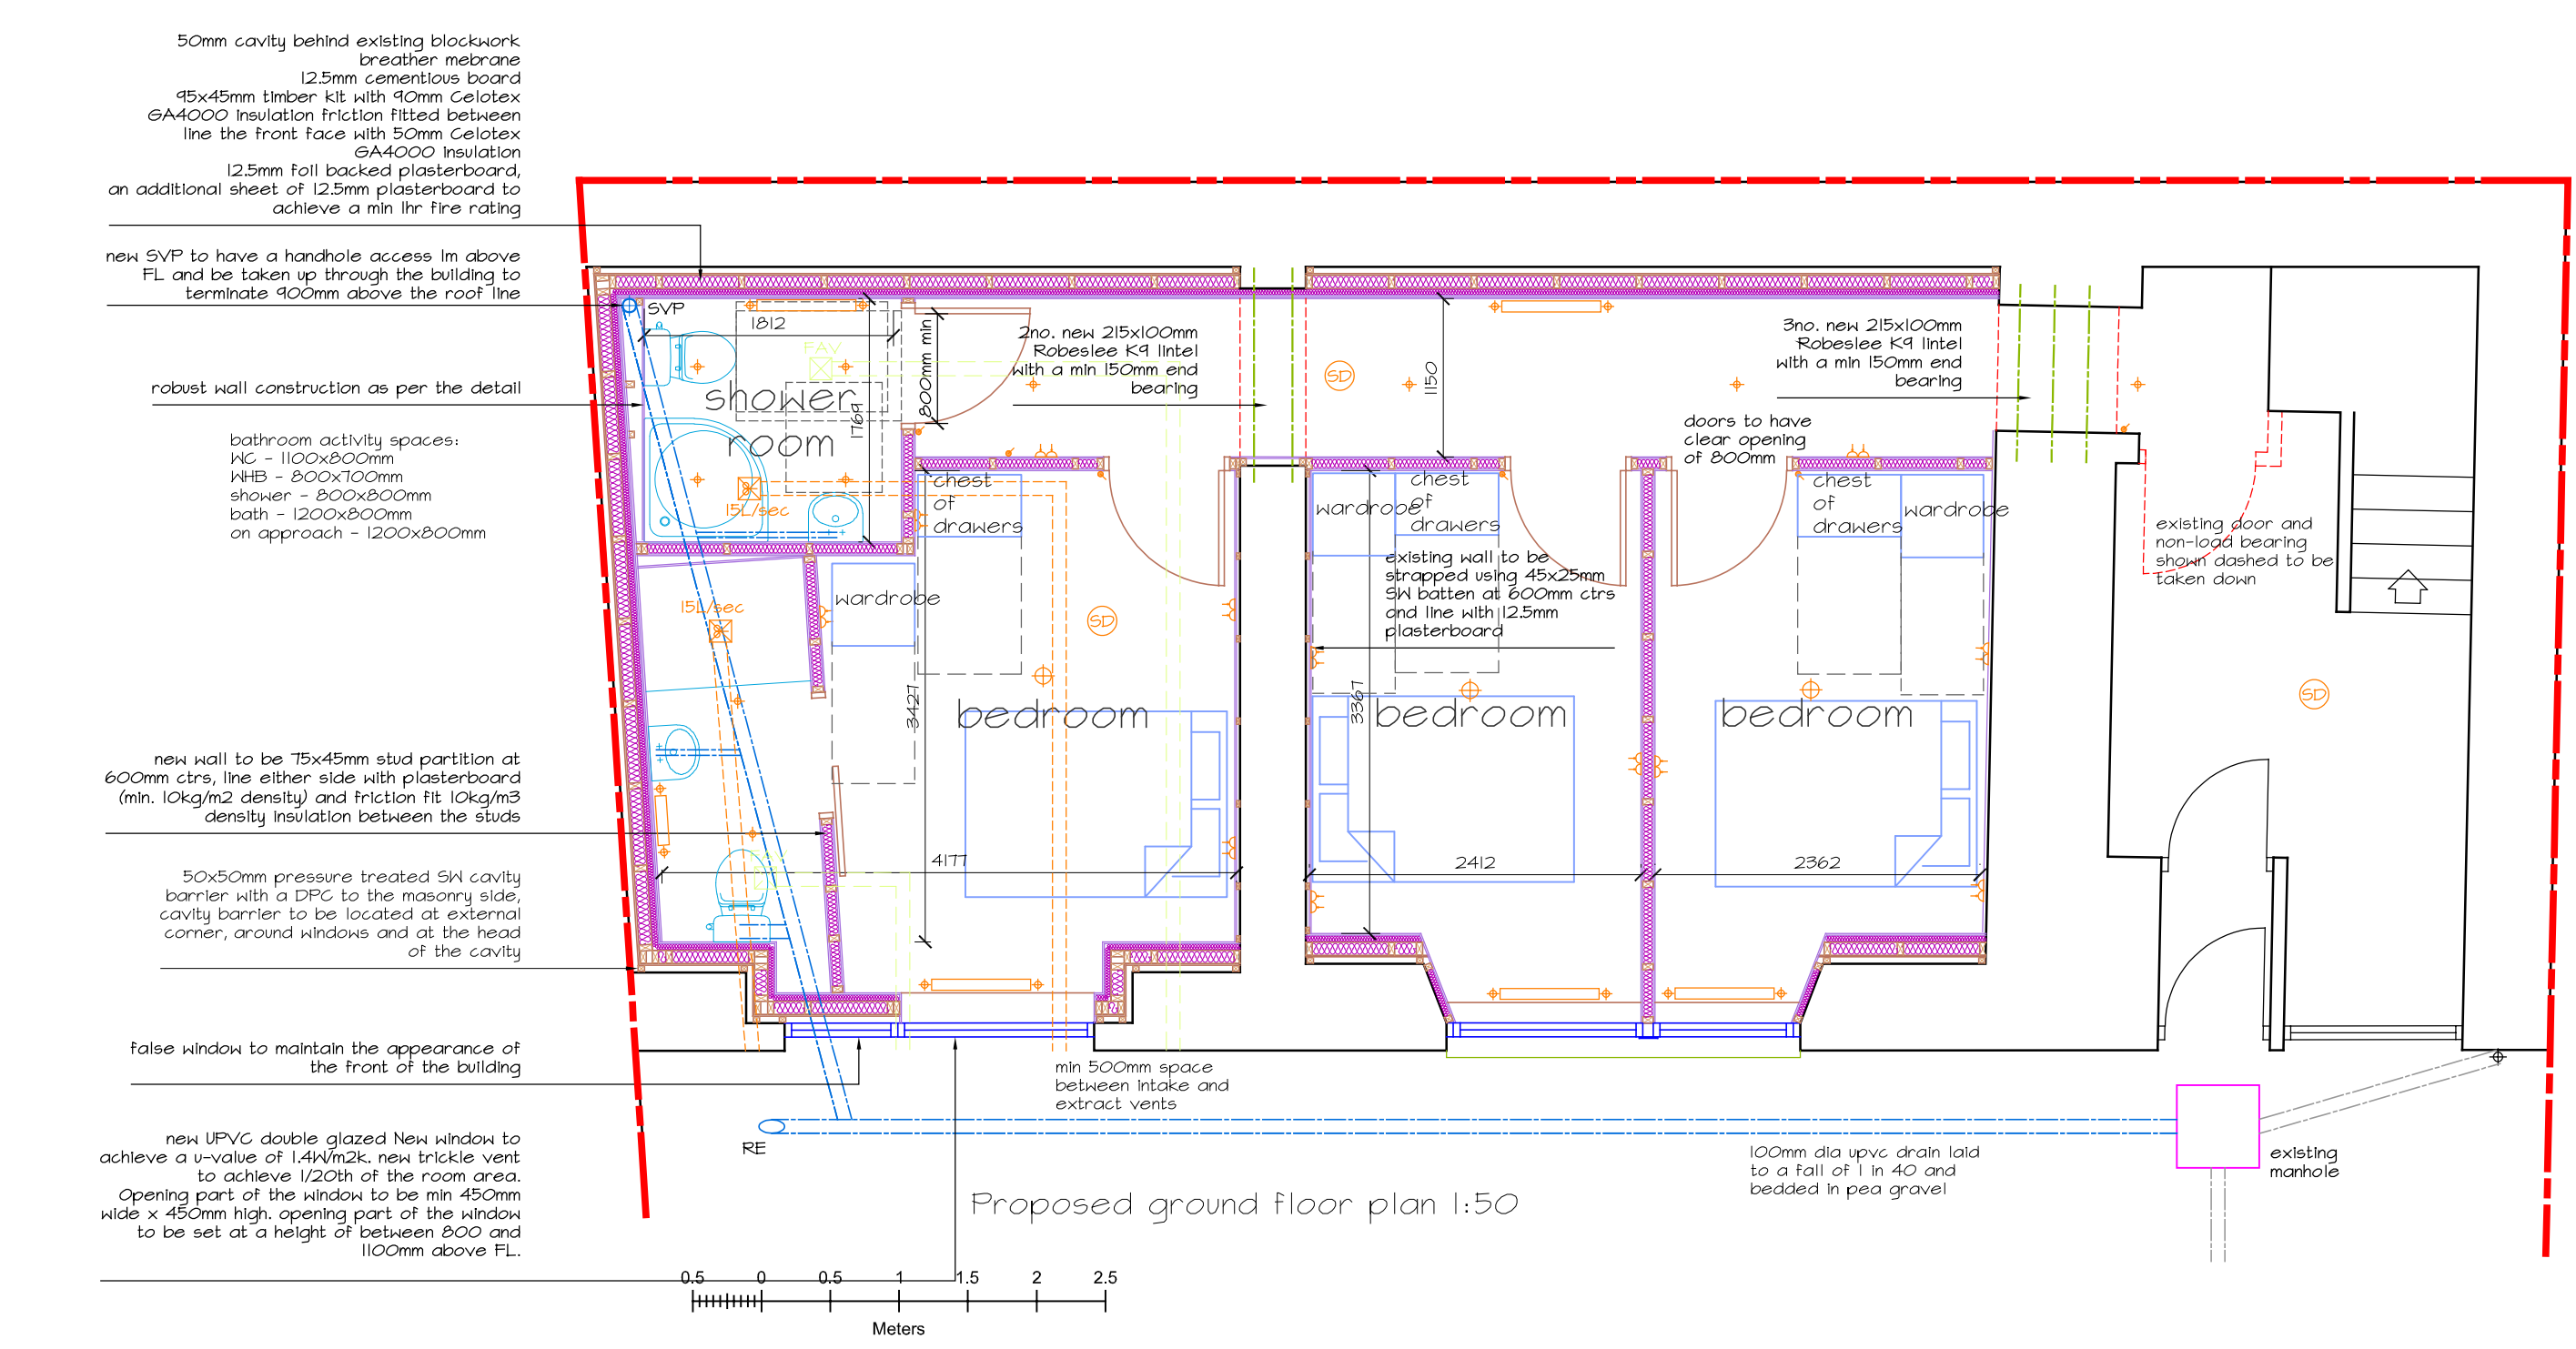 50mm cavity behind existing blockwork
breather mebrane
12.5mm cementious board
95x45mm timber kit with 90mm Celotex
GA4000 insulation friction fitted between
line the front face with 50mm Celotex
GA4000 insulation
12.5mm foil backed plasterboard,
an additional sheet of 12.5mm plasterboard to
achieve a min 1hr fire rating
new SVP to have a handhole access 1m above
FL and be taken up through the building to
terminate 900mm above the roof line
robust wall construction as per the detail
bathroom activity spaces:
WC - 1100x800mm
WHB - 800x700mm
shower - 800x800mm
bath - 1200x800mm
on approach - 1200x800mm
new wall to be 75x45mm stud partition at
600mm ctrs, line either side with plasterboard
(min. 10kg/m2 density) and friction fit 10kg/m3
density insulation between the studs
50x50mm pressure treated SW cavity
barrier with a DPC to the masonry side,
cavity barrier to be located at external
corner, around windows and at the head
of the cavity
false window to maintain the appearance of
the front of the building
new UPVC double glazed New window to
achieve a u-value of 1.4W/m2k. new trickle vent
to achieve 1/20th of the room area.
Opening part of the window to be min 450mm
wide x 450mm high. opening part of the window
to be set at a height of between 800 and
1100mm above FL.
SVP
1812
FAV
shower
room
1769
800mm min
15L/sec
15L/sec
2no. new 215x100mm
Robeslee K9 lintel
with a min 150mm end
bearing
SD
1150
3no. new 215x100mm
Robeslee K9 lintel
with a min 150mm end
bearing
doors to have
clear opening
of 800mm
chest
of
drawers
wardrobe
SD
3427
bedroom
4177
wardrobe
chest
of
drawers
existing wall to be
strapped using 45x25mm
SW batten at 600mm ctrs
and line with 12.5mm
plasterboard
3367
bedroom
2412
chest
of
drawers
wardrobe
bedroom
2362
existing door and
non-load bearing
shown dashed to be
taken down
SD
min 500mm space
between intake and
extract vents
RE
100mm dia upvc drain laid
to a fall of 1 in 40 and
bedded in pea gravel
existing
manhole
Proposed ground floor plan 1:50
0.5 0 0.5 1 1.5 2 2.5
Meters